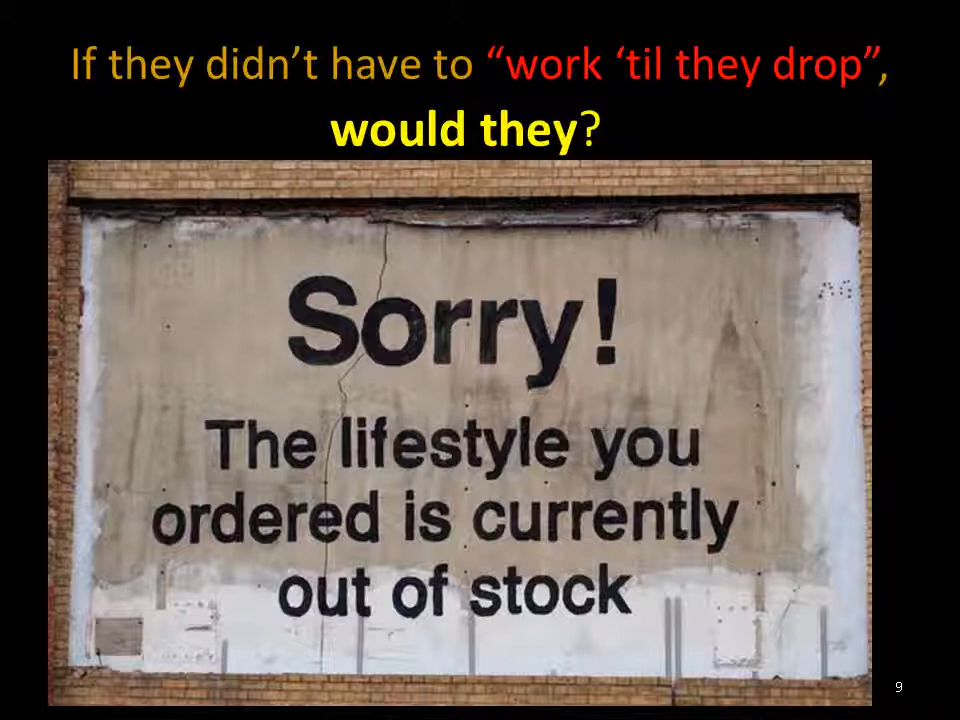 If they didn’t have to “work ‘til they drop”,
would they?
Sorry!
The lifestyle you
ordered is currently
out of stock
9